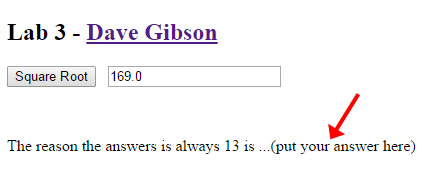 Lab 3 - Dave Gibson
Square Root 169.0
The reason the answers is always 13 is ...(put your answer here)